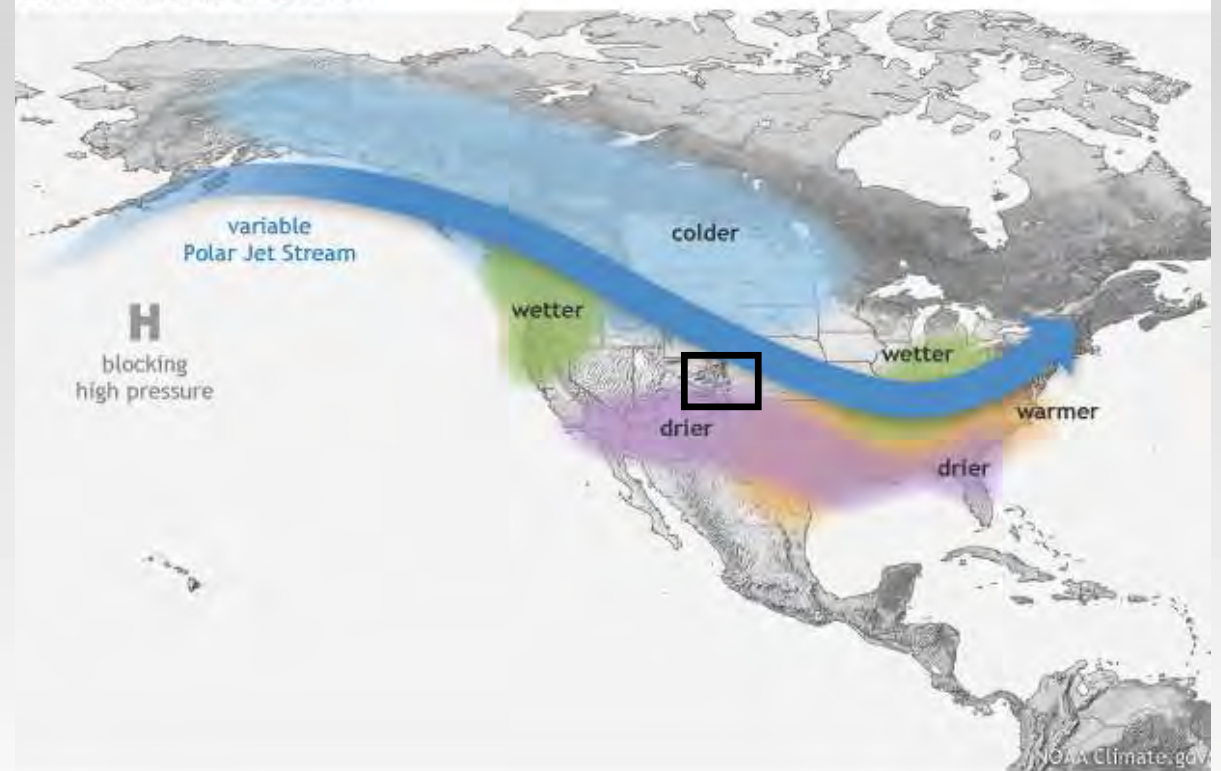 variable
Polar Jet Stream
colder
H
wetter
blocking
high pressure
wetter
warmer
drier
drier
NOAA Climate.gov